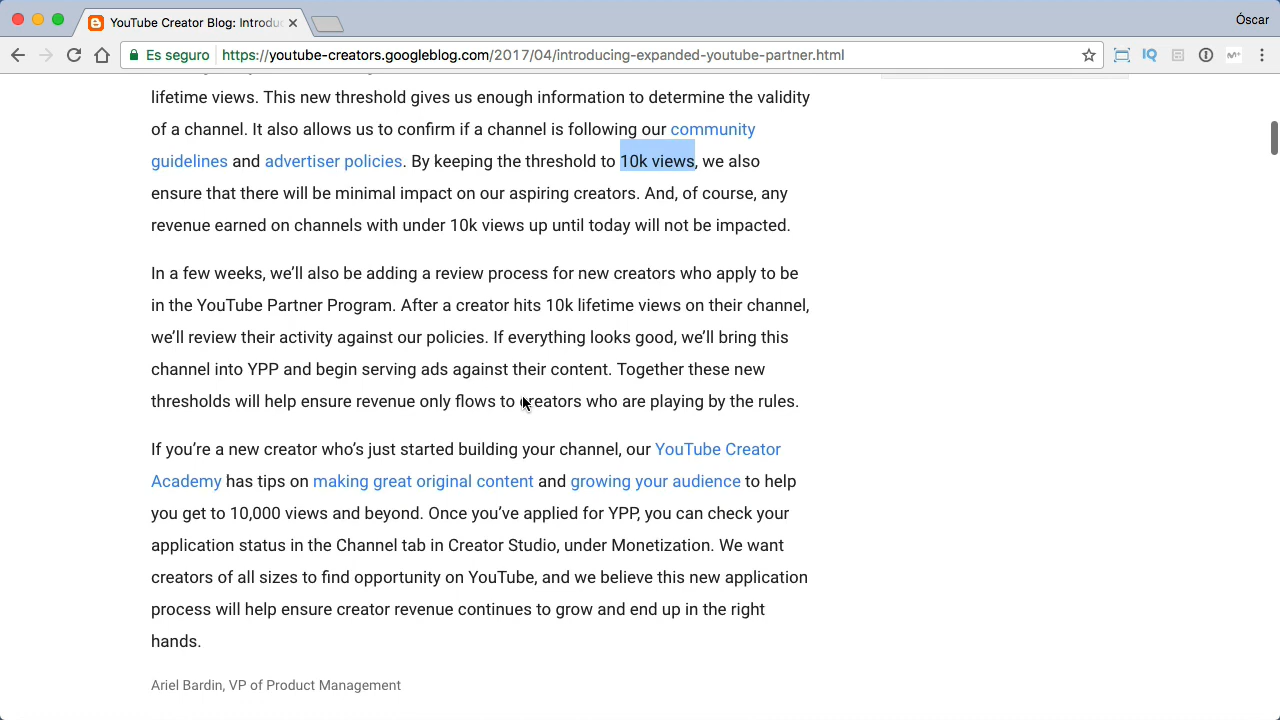 YouTube Creator Blog: Introdu
Óscar
Es seguro
https://youtube-creators.googleblog.com/2017/04/introducing-expanded-youtube-partner.html
lifetime views. This new threshold gives us enough information to determine the validity
of a channel. It also allows us to confirm if a channel is following our community
guidelines and advertiser policies. By keeping the threshold to 10k views, we also
ensure that there will be minimal impact on our aspiring creators. And, of course, any
revenue earned on channels with under 10k views up until today will not be impacted.
In a few weeks, we’ll also be adding a review process for new creators who apply to be
in the YouTube Partner Program. After a creator hits 10k lifetime views on their channel,
we’ll review their activity against our policies. If everything looks good, we’ll bring this
channel into YPP and begin serving ads against their content. Together these new
thresholds will help ensure revenue only flows to creators who are playing by the rules.
If you’re a new creator who’s just started building your channel, our YouTube Creator
Academy has tips on making great original content and growing your audience to help
you get to 10,000 views and beyond. Once you’ve applied for YPP, you can check your
application status in the Channel tab in Creator Studio, under Monetization. We want
creators of all sizes to find opportunity on YouTube, and we believe this new application
process will help ensure creator revenue continues to grow and end up in the right
hands.
Ariel Bardin, VP of Product Management